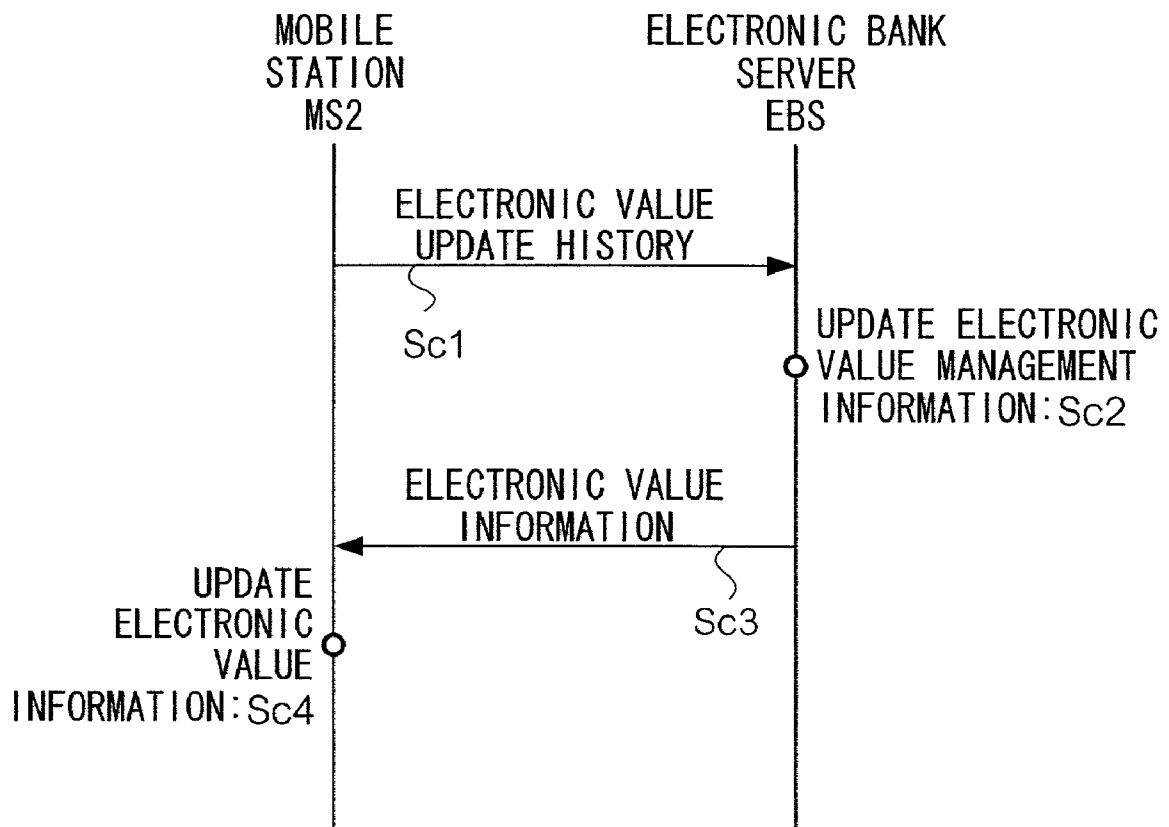 MOBILE
STATION
MS2
ELECTRONIC BANK
SERVER
EBS
ELECTRONIC VALUE
UPDATE HISTORY
Sc1
UPDATE ELECTRONIC
VALUE MANAGEMENT
INFORMATION:Sc2
ELECTRONIC VALUE
INFORMATION
Sc3
UPDATE
ELECTRONIC
VALUE
INFORMATION:Sc4